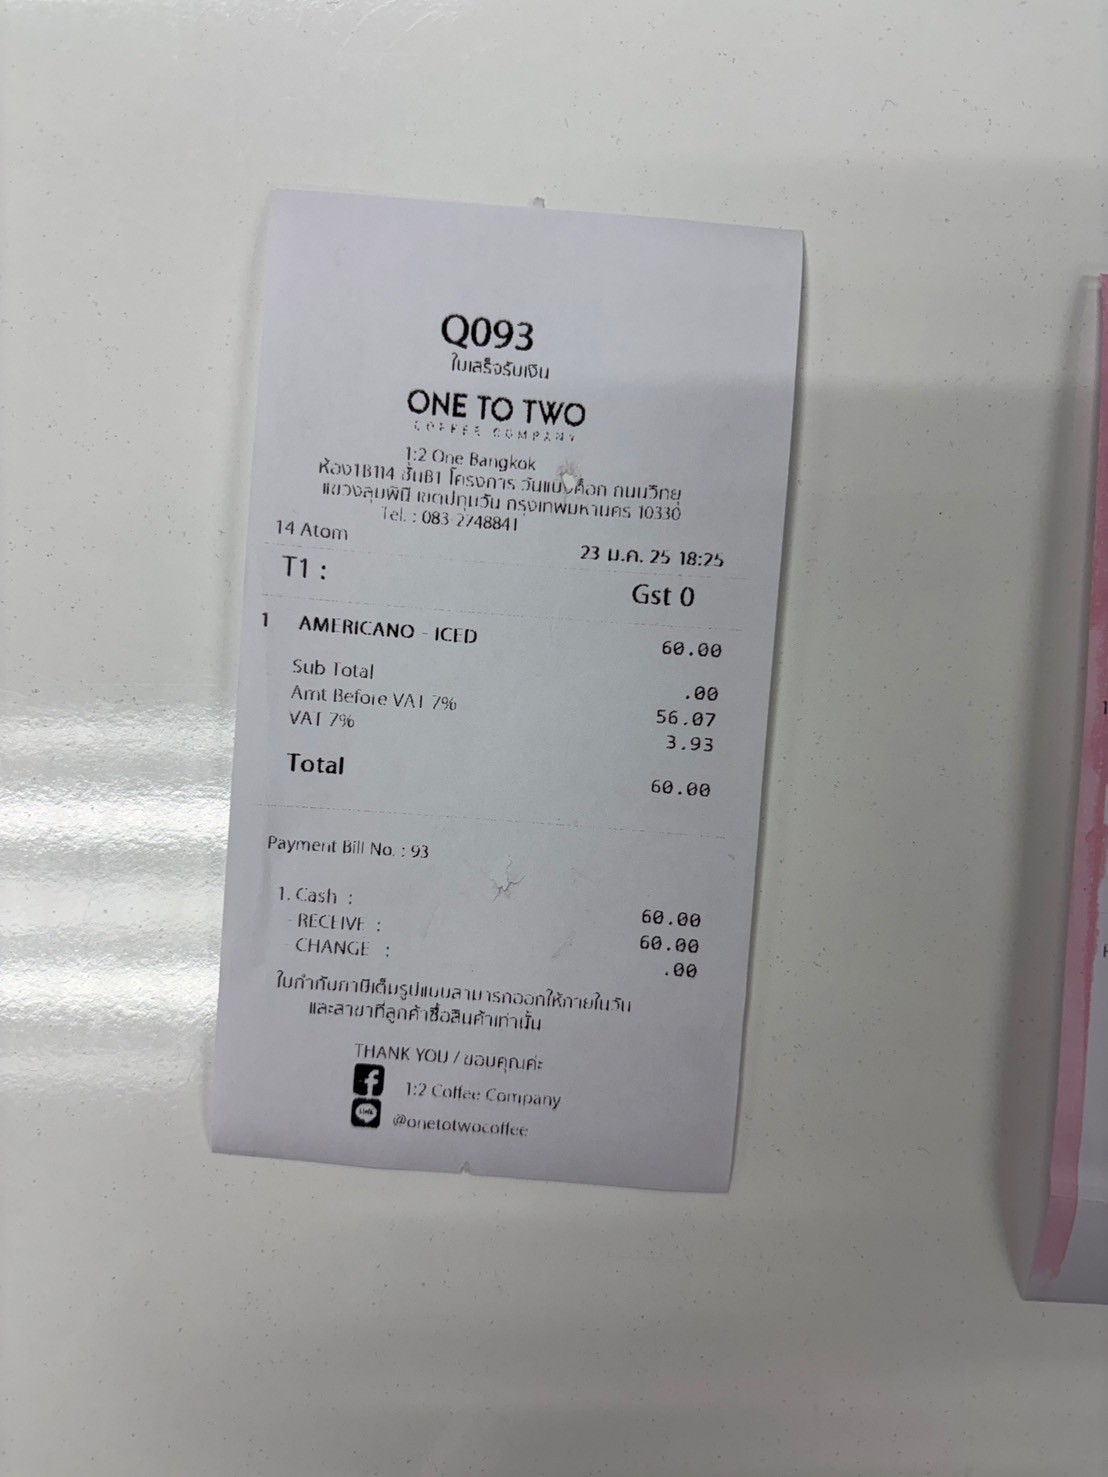 Q093
ใบเสร็จรับเงิน
ONE TO TWO
COFFEE COMPANY
1:2 One Bangkok
ห้อง1B114 ชั้นB1 โครงการ วันแบงค็อก ถนนวิทยุ
แขวงลุมพินี เขตปทุมวัน กรุงเทพมหานคร 10330
Tel. : 083-2748841
14 Atom
23 ม.ค. 25 18:25
T1 : Gst 0
1 AMERICANO - ICED 60.00
Sub Total .00
Amt Before VAT 7% 56.07
VAT 7% 3.93
Total 60.00
Payment Bill No. : 93
1. Cash : 60.00
- RECEIVE : 60.00
- CHANGE : .00
ใบกำกับภาษีเต็มรูปแบบสามารถออกให้ภายในวัน
และสาขาที่ลูกค้าซื้อสินค้าเท่านั้น
THANK YOU / ขอบคุณค่ะ
1:2 Coffee Company
LINE
@onetotwocoffee